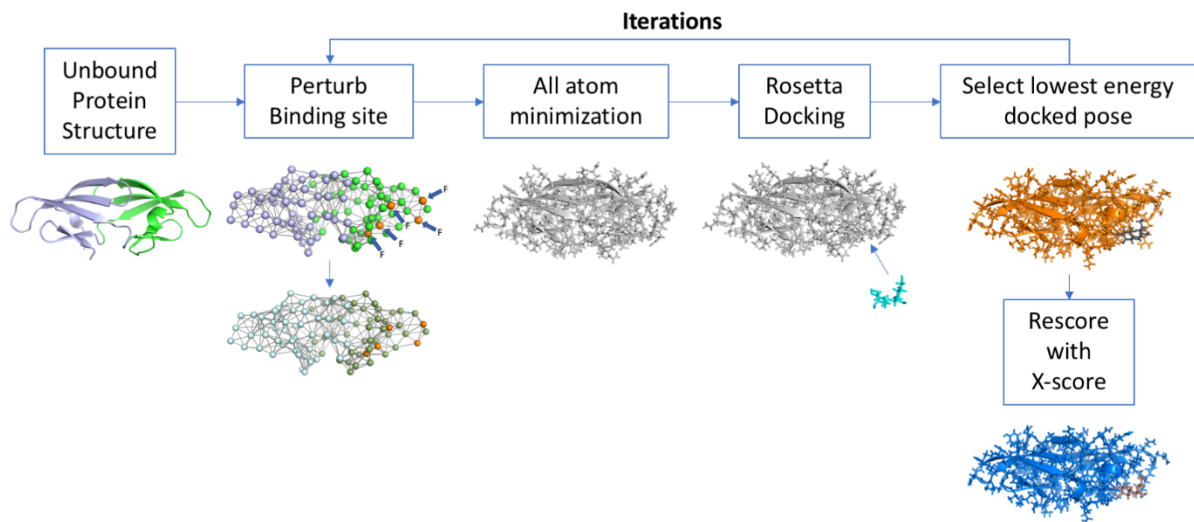 Iterations
Unbound
Protein
Structure
Perturb
Binding site
All atom
minimization
Rosetta
Docking
Select lowest energy
docked pose
F
F
F
F
F
Rescore
with
X-score